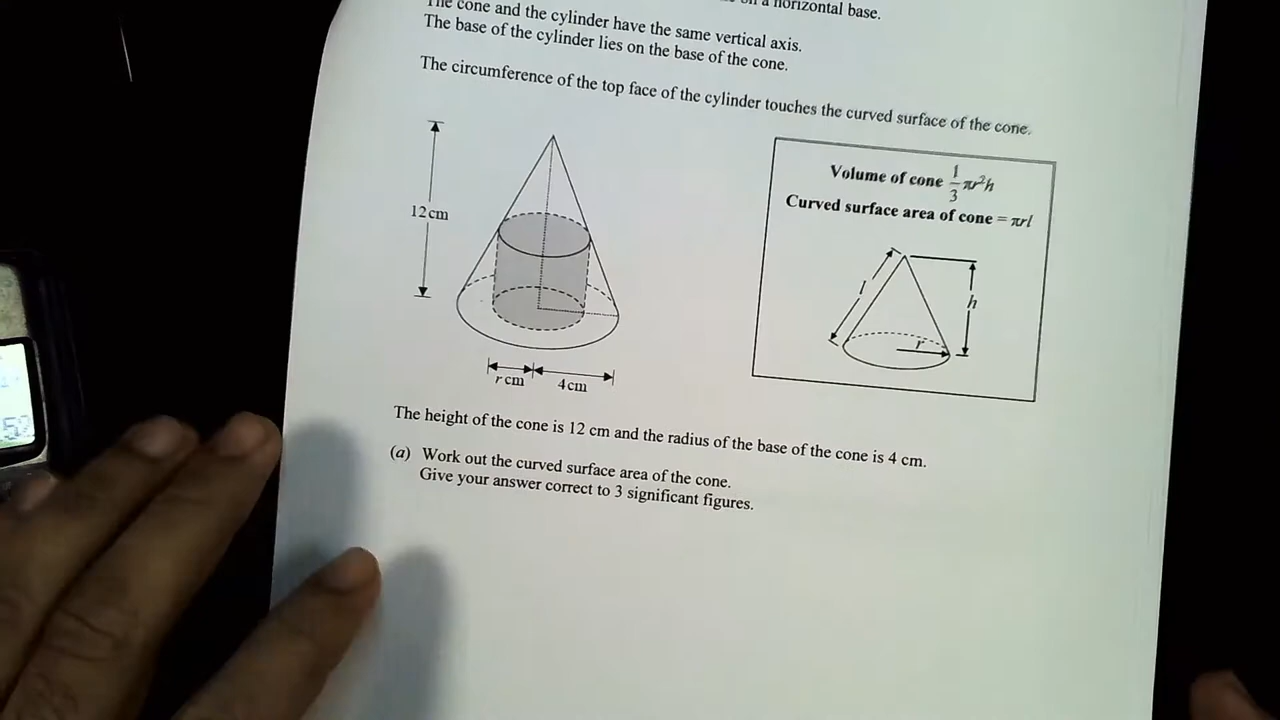 on a horizontal base.
The cone and the cylinder have the same vertical axis.
The base of the cylinder lies on the base of the cone.
The circumference of the top face of the cylinder touches the curved surface of the cone.
12 cm
r cm
4 cm
Volume of cone 1/3 πr²h
Curved surface area of cone = πrl
l
h
r
The height of the cone is 12 cm and the radius of the base of the cone is 4 cm.
(a) Work out the curved surface area of the cone.
Give your answer correct to 3 significant figures.